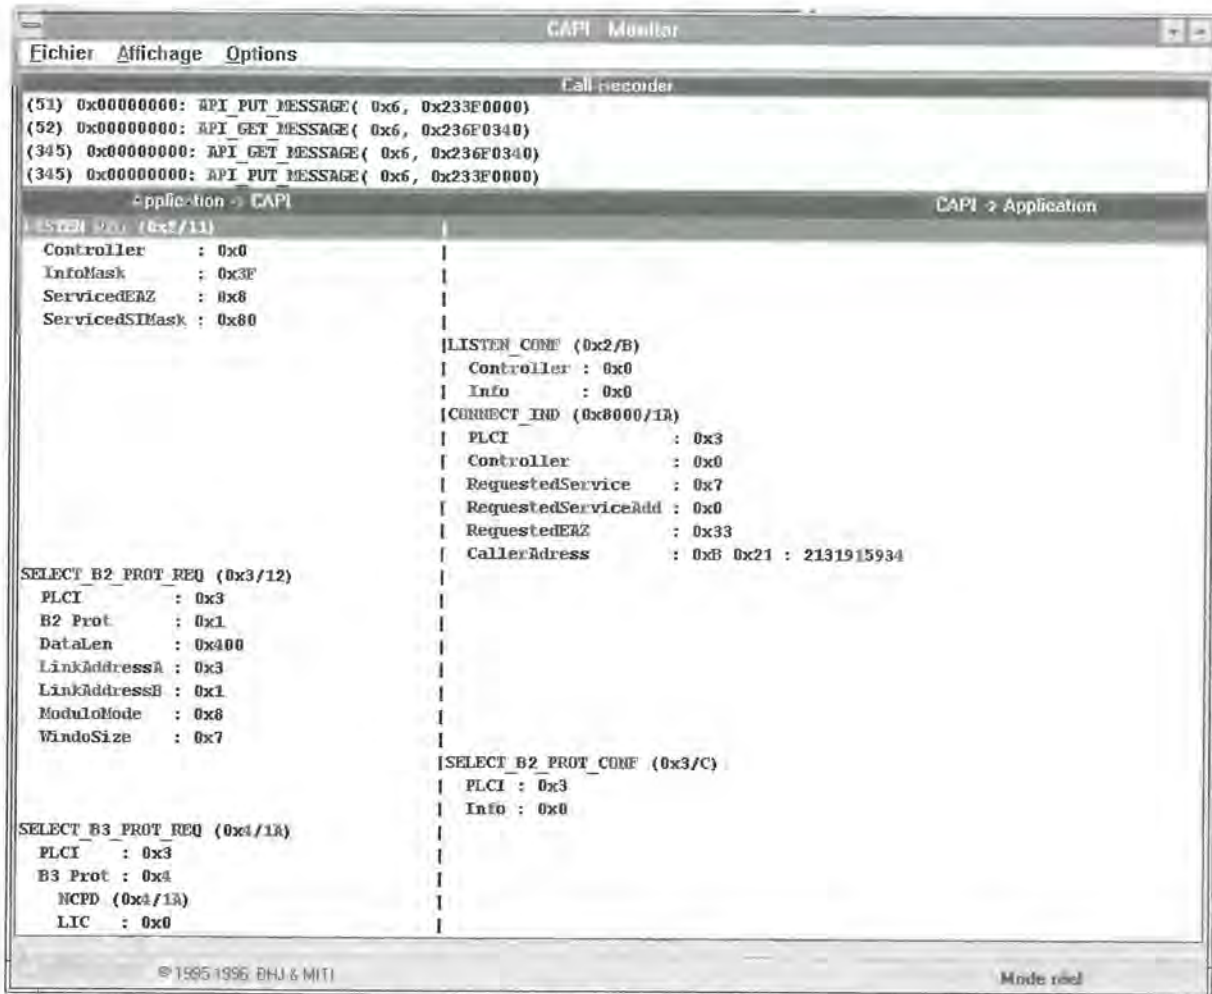 CAPI Monitor
Fichier Affichage Options
Call Recorder
(51) 0x00000000: API_PUT_MESSAGE( 0x6, 0x233F0000)
(52) 0x00000000: API_GET_MESSAGE( 0x6, 0x236F0340)
(345) 0x00000000: API_GET_MESSAGE( 0x6, 0x236F0340)
(345) 0x00000000: API_PUT_MESSAGE( 0x6, 0x233F0000)
Application -> CAPI CAPI -> Application
LISTEN_REQ (0x2/11) |
Controller : 0x0 |
InfoMask : 0x3F |
ServicedEAZ : 0x8 |
ServicedSIMask : 0x80 |
|LISTEN_CONF (0x2/B)
| Controller : 0x0
| Info : 0x0
|CONNECT_IND (0x8000/1A)
| PLCI : 0x3
| Controller : 0x0
| RequestedService : 0x7
| RequestedServiceAdd : 0x0
| RequestedEAZ : 0x33
| CallerAdress : 0xB 0x21 : 2131915934
SELECT_B2_PROT_REQ (0x3/12) |
PLCI : 0x3 |
B2 Prot : 0x1 |
DataLen : 0x400 |
LinkAddressA : 0x3 |
LinkAddressB : 0x1 |
ModuloMode : 0x8 |
WindoSize : 0x7 |
|SELECT_B2_PROT_CONF (0x3/C)
| PLCI : 0x3
| Info : 0x0
SELECT_B3_PROT_REQ (0x4/1A) |
PLCI : 0x3 |
B3 Prot : 0x4 |
NCPD (0x4/1A) |
LIC : 0x0 |
© 1995 1996 BHJ & MITI Mode réel